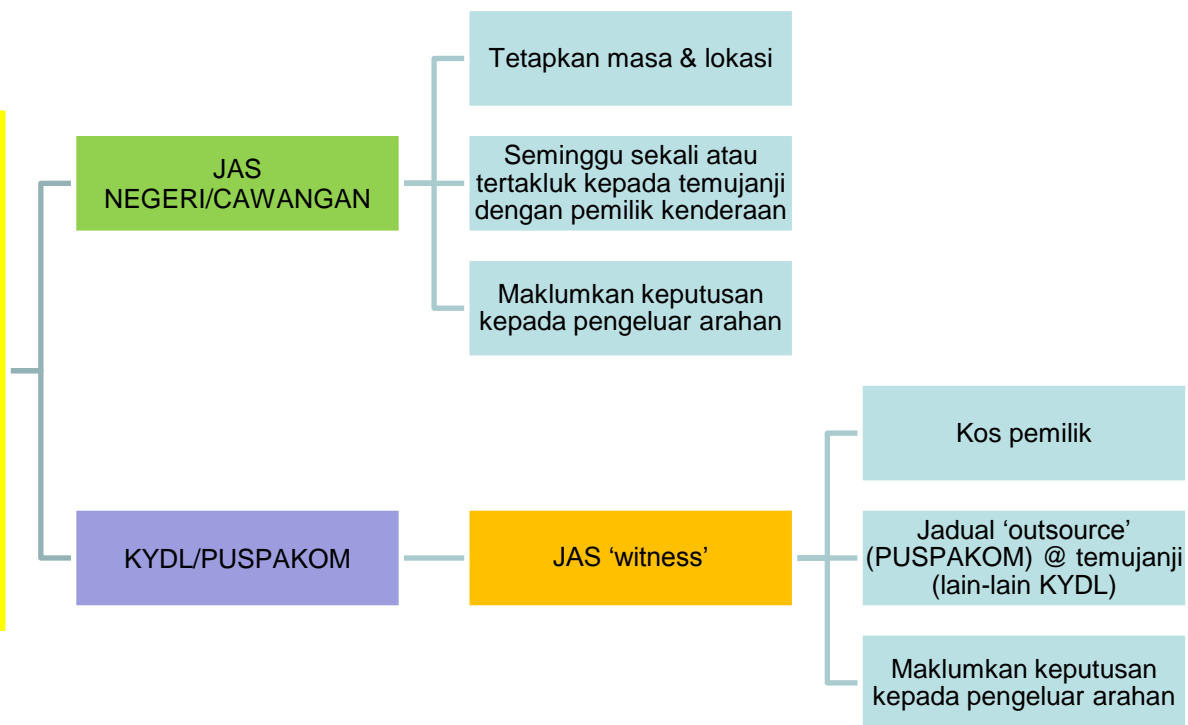 Tetapkan masa & lokasi
JAS
NEGERI/CAWANGAN
Seminggu sekali atau
tertakluk kepada temujanji
dengan pemilik kenderaan
Maklumkan keputusan
kepada pengeluar arahan
KYDL/PUSPAKOM
JAS ‘witness’
Kos pemilik
Jadual ‘outsource’
(PUSPAKOM) @ temujanji
(lain-lain KYDL)
Maklumkan keputusan
kepada pengeluar arahan